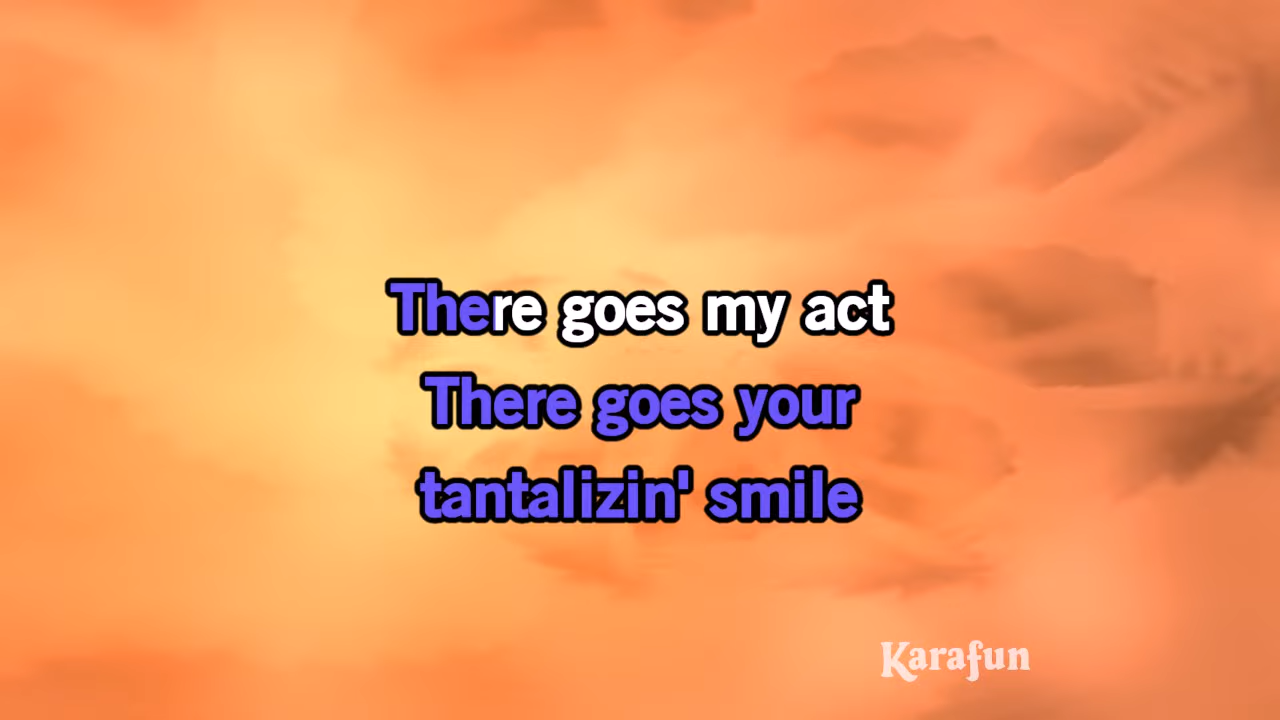 There goes my act
There goes your
tantalizin' smile
Karafun